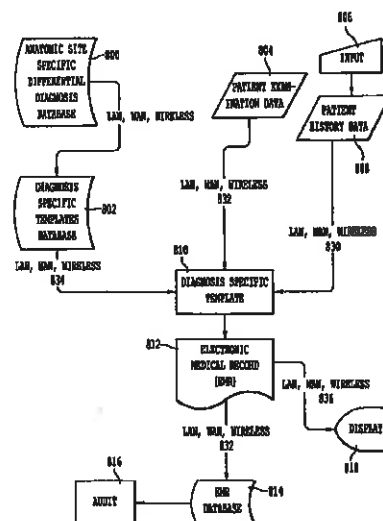 800
ANATOMIC SITE
SPECIFIC
DIFFERENTIAL
DIAGNOSIS
DATABASE
LAN, WAN, WIRELESS
804
PATIENT EXAM-
INATION DATA
806
INPUT
PATIENT
HISTORY DATA
808
DIAGNOSIS
SPECIFIC
TEMPLATES
DATABASE
802
LAN, WAN, WIRELESS
832
LAN, WAN, WIRELESS
830
LAN, WAN, WIRELESS
834
810
DIAGNOSIS SPECIFIC
TEMPLATE
812
ELECTRONIC
MEDICAL RECORD
(EMR)
LAN, WAN, WIRELESS
836
LAN, WAN, WIRELESS
832
DISPLAY
818
816
AUDIT
EMR
DATABASE
814